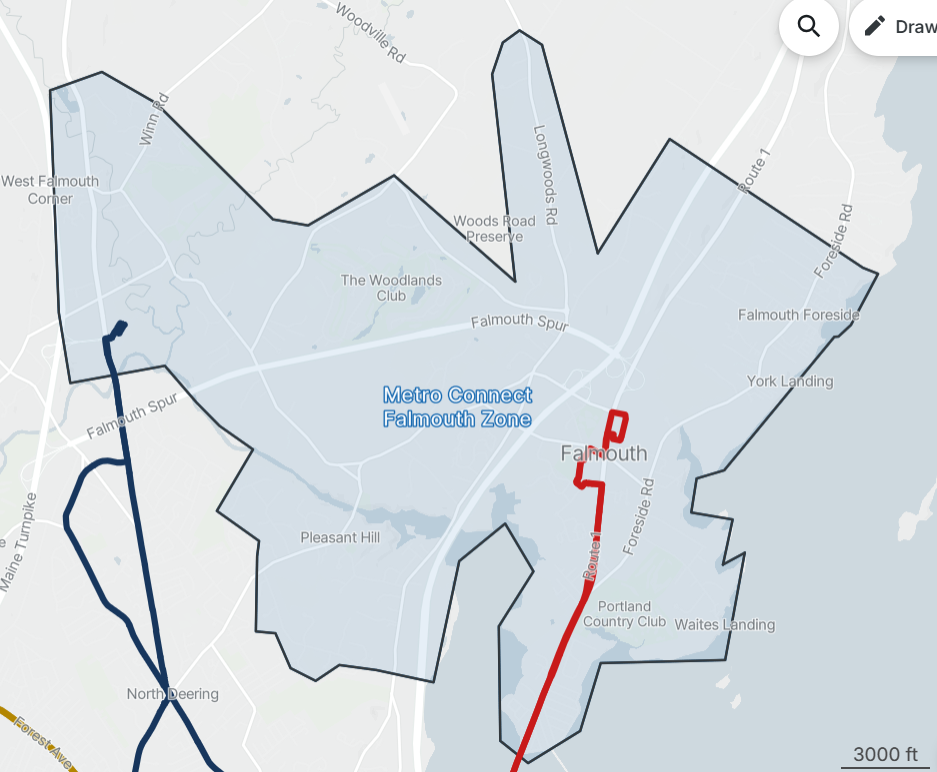 Woodville Rd
Draw
Winn Rd
Longwoods Rd
Route 1
West Falmouth
Corner
Foreside Rd
Woods Road
Preserve
The Woodlands
Club
Falmouth Spur
Falmouth Foreside
York Landing
Metro Connect
Falmouth Zone
Falmouth Spur
Falmouth
Maine Turnpike
e
Foreside Rd
Pleasant Hill
Route 1
Portland
Country Club
Waites Landing
North Deering
Forest Ave
3000 ft